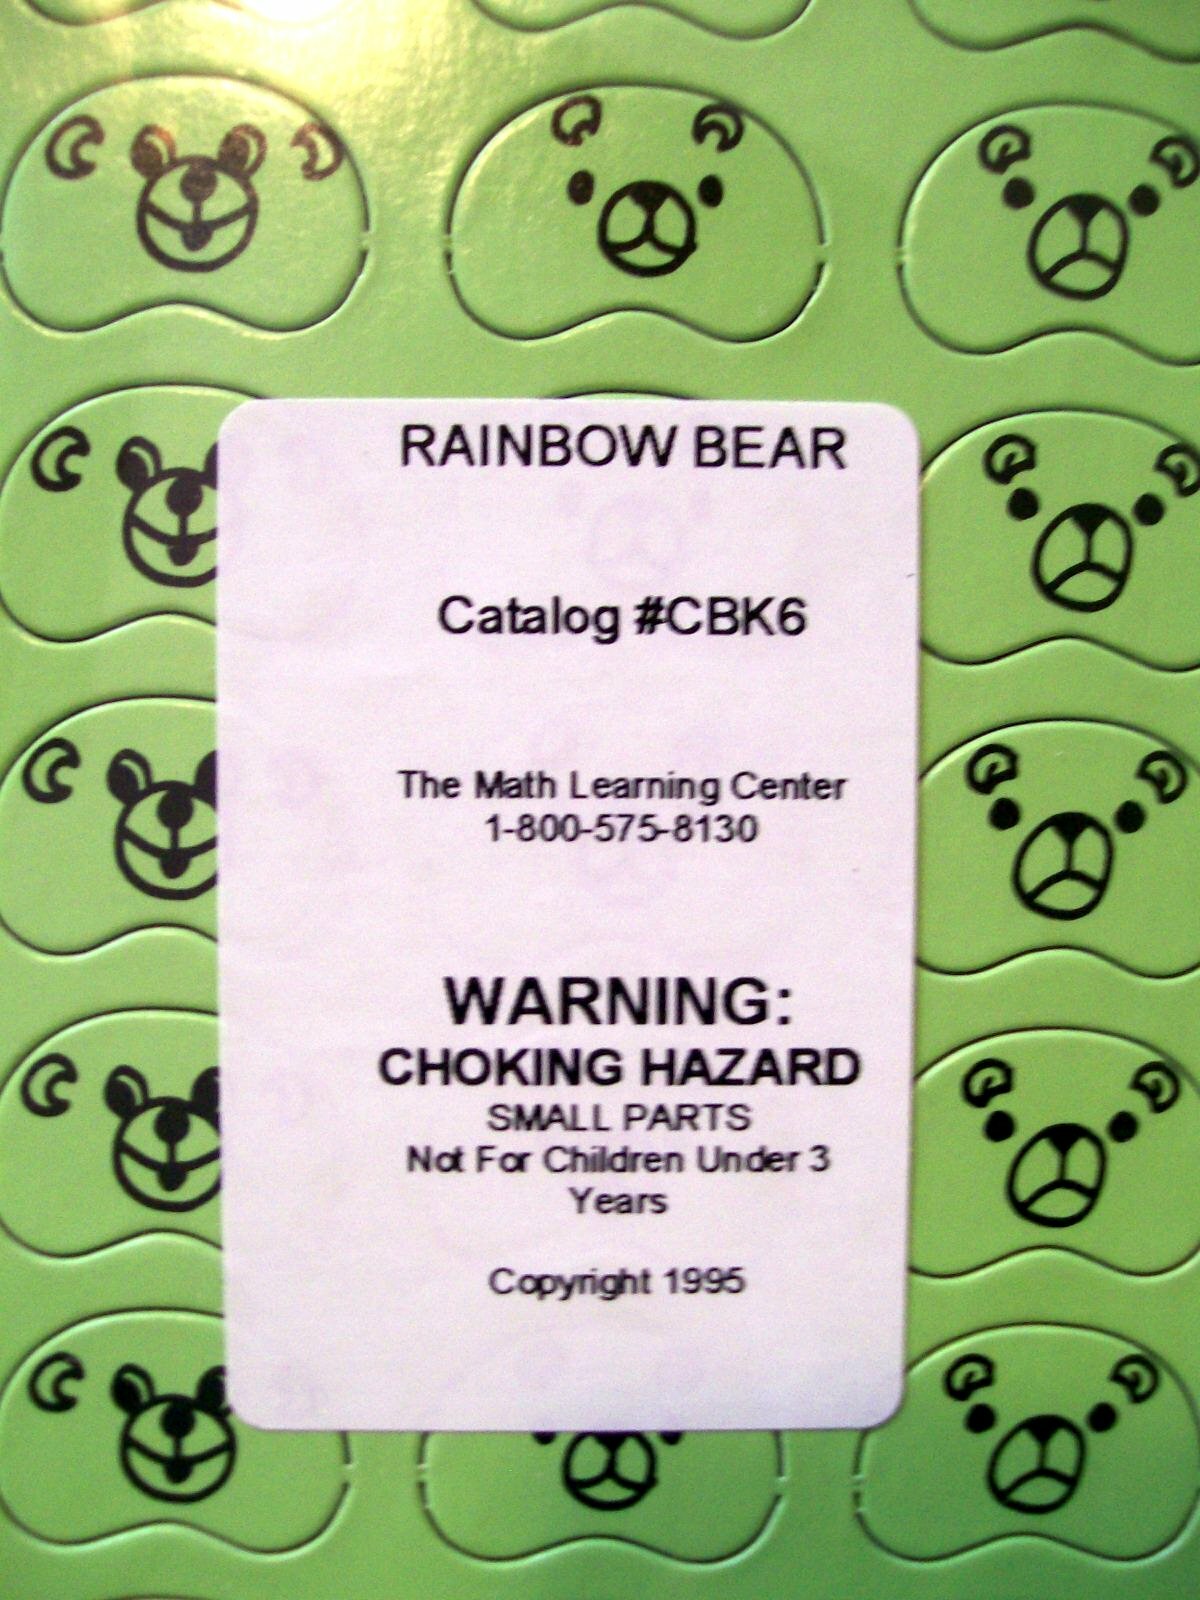 RAINBOW BEAR
Catalog #CBK6
The Math Learning Center
1-800-575-8130
WARNING:
CHOKING HAZARD
SMALL PARTS
Not For Children Under 3
Years
Copyright 1995